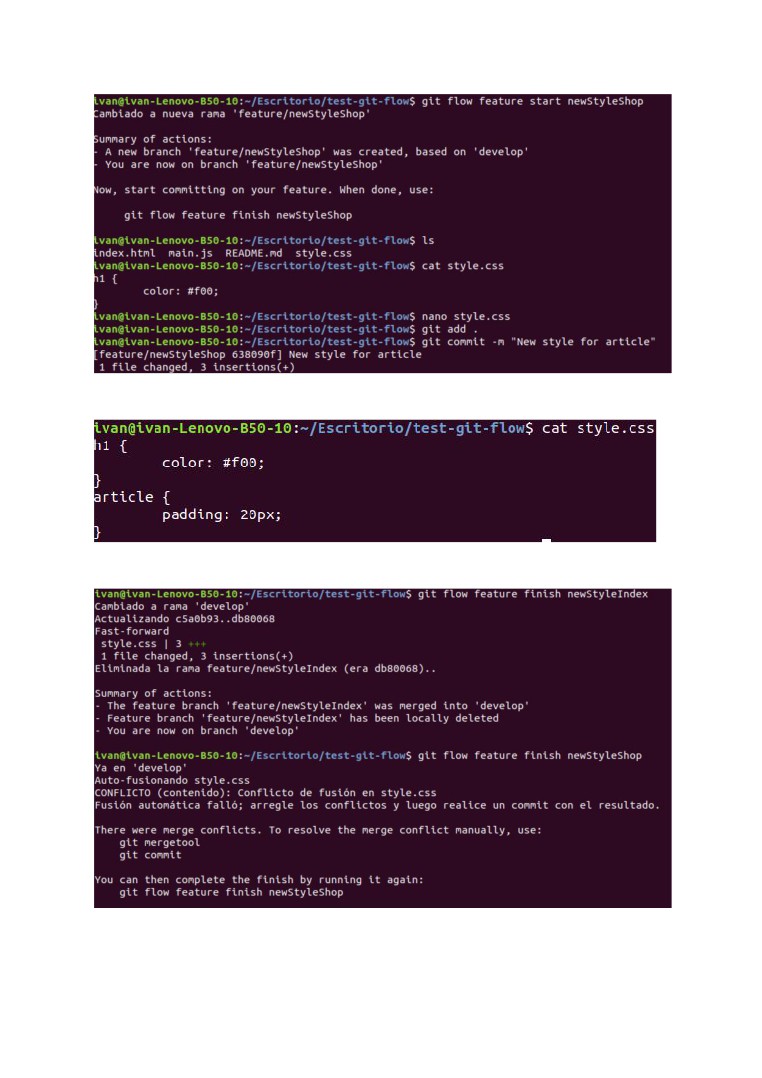 ivan@ivan-Lenovo-B50-10:~/Escritorio/test-git-flow$ git flow feature start newStyleShop
Cambiado a nueva rama 'feature/newStyleShop'
Summary of actions:
- A new branch 'feature/newStyleShop' was created, based on 'develop'
- You are now on branch 'feature/newStyleShop'
Now, start committing on your feature. When done, use:
git flow feature finish newStyleShop
ivan@ivan-Lenovo-B50-10:~/Escritorio/test-git-flow$ ls
index.html  main.js  README.md  style.css
ivan@ivan-Lenovo-B50-10:~/Escritorio/test-git-flow$ cat style.css
h1 {
color: #f00;
}
ivan@ivan-Lenovo-B50-10:~/Escritorio/test-git-flow$ nano style.css
ivan@ivan-Lenovo-B50-10:~/Escritorio/test-git-flow$ git add .
ivan@ivan-Lenovo-B50-10:~/Escritorio/test-git-flow$ git commit -m "New style for article"
[feature/newStyleShop 638090f] New style for article
1 file changed, 3 insertions(+)
ivan@ivan-Lenovo-B50-10:~/Escritorio/test-git-flow$ cat style.css
h1 {
color: #f00;
}
article {
padding: 20px;
}
ivan@ivan-Lenovo-B50-10:~/Escritorio/test-git-flow$ git flow feature finish newStyleIndex
Cambiado a rama 'develop'
Actualizando c5a0b93..db80068
Fast-forward
style.css | 3 +++
1 file changed, 3 insertions(+)
Eliminada la rama feature/newStyleIndex (era db80068)..
Summary of actions:
- The feature branch 'feature/newStyleIndex' was merged into 'develop'
- Feature branch 'feature/newStyleIndex' has been locally deleted
- You are now on branch 'develop'
ivan@ivan-Lenovo-B50-10:~/Escritorio/test-git-flow$ git flow feature finish newStyleShop
Ya en 'develop'
Auto-fusionando style.css
CONFLICTO (contenido): Conflicto de fusión en style.css
Fusión automática falló; arregle los conflictos y luego realice un commit con el resultado.
There were merge conflicts. To resolve the merge conflict manually, use:
git mergetool
git commit
You can then complete the finish by running it again:
git flow feature finish newStyleShop